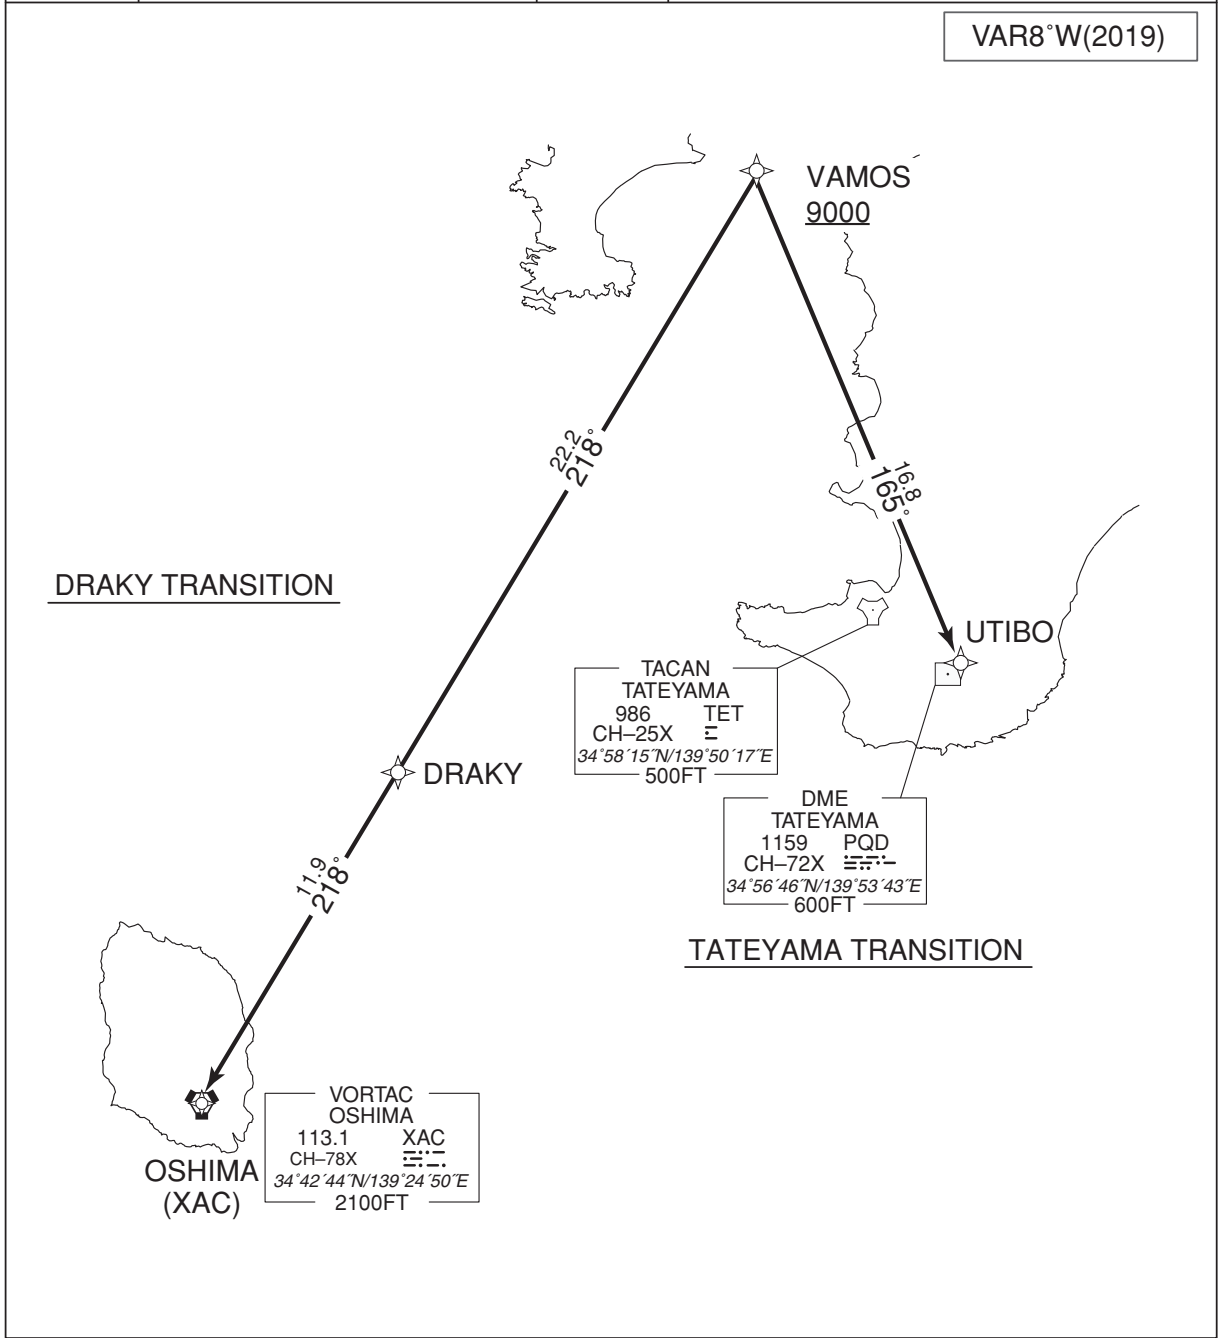 VAR8˚W(2019)
VAMOS
9000
22.2
218˚
16.8
165˚
DRAKY TRANSITION
UTIBO
TACAN
TATEYAMA
986 TET
CH–25X
34˚58´15˝N/139˚50´17˝E
500FT
DRAKY
DME
TATEYAMA
1159 PQD
CH–72X
34˚56´46˝N/139˚53´43˝E
600FT
11.9
218˚
TATEYAMA TRANSITION
VORTAC
OSHIMA
113.1 XAC
CH–78X
34˚42´44˝N/139˚24´50˝E
2100FT
OSHIMA
(XAC)